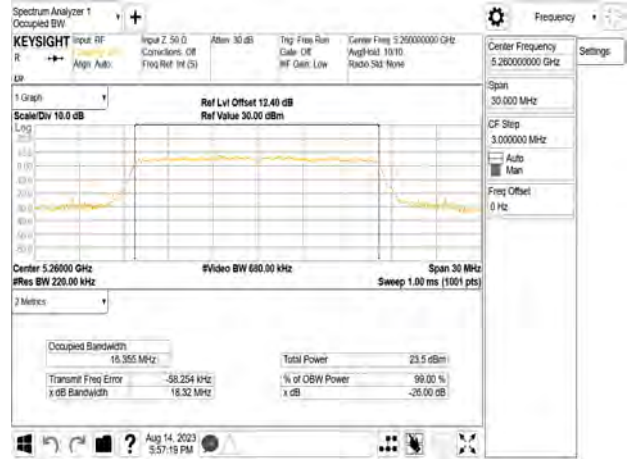 Spectrum Analyzer 1
Occupied BW
Frequency
KEYSIGHT
Input: RF
R
Align: Auto
Input Z: 50 Ω
Corrections: Off
Freq Ref: Int (S)
Atten: 30 dB
Trig: Free Run
Gate: Off
#IF Gain: Low
Center Freq: 5.260000000 GHz
Avg|Hold: 10/10
Radio Std: None
Center Frequency
5.260000000 GHz
Settings
Span
30.000 MHz
CF Step
3.000000 MHz
Auto
Man
Freq Offset
0 Hz
1 Graph
Scale/Div 10.0 dB
Ref Lvl Offset 12.40 dB
Ref Value 30.00 dBm
Log
Center 5.26000 GHz
#Res BW 220.00 kHz
#Video BW 680.00 kHz
Span 30 MHz
Sweep 1.00 ms (1001 pts)
2 Metrics
Occupied Bandwidth
16.355 MHz
Total Power
23.5 dBm
Transmit Freq Error
-58.254 kHz
% of OBW Power
99.00 %
x dB Bandwidth
18.32 MHz
x dB
-26.00 dB
?
Aug 14, 2023
5:57:19 PM